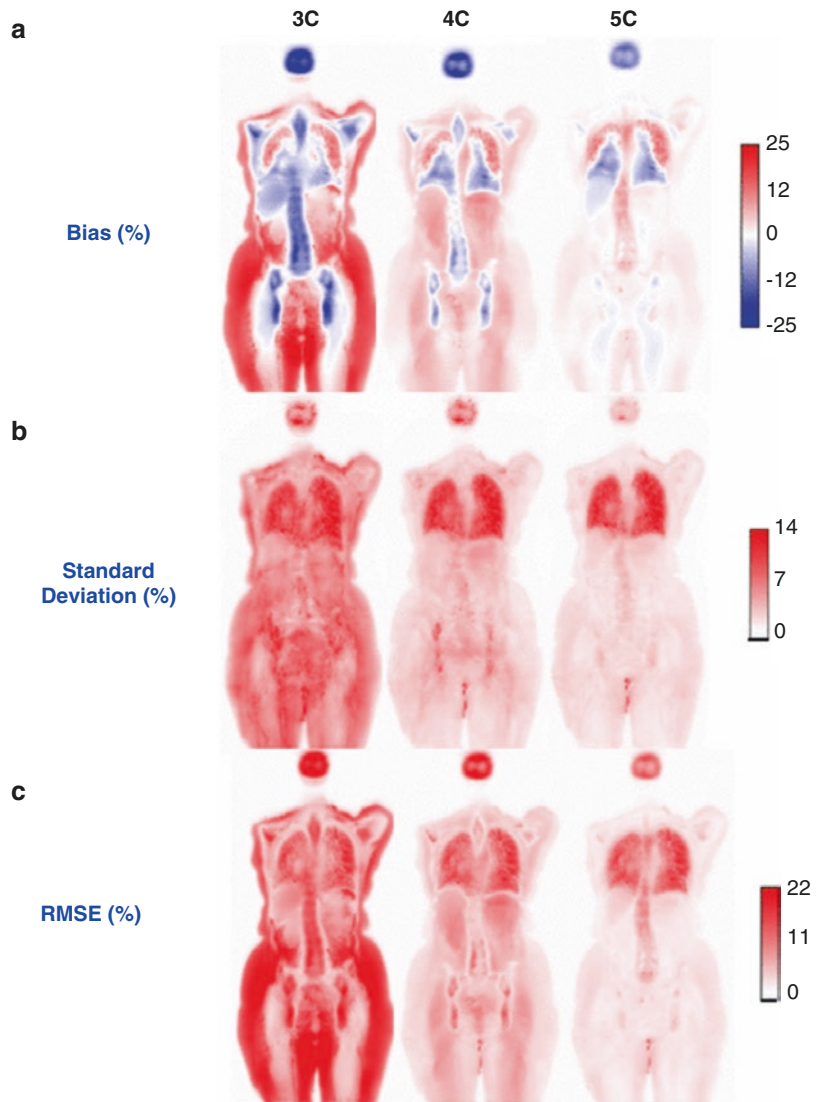 3C 4C 5C
a
Bias (%)
25
12
0
-12
-25
b
Standard
Deviation (%)
14
7
0
c
RMSE (%)
22
11
0